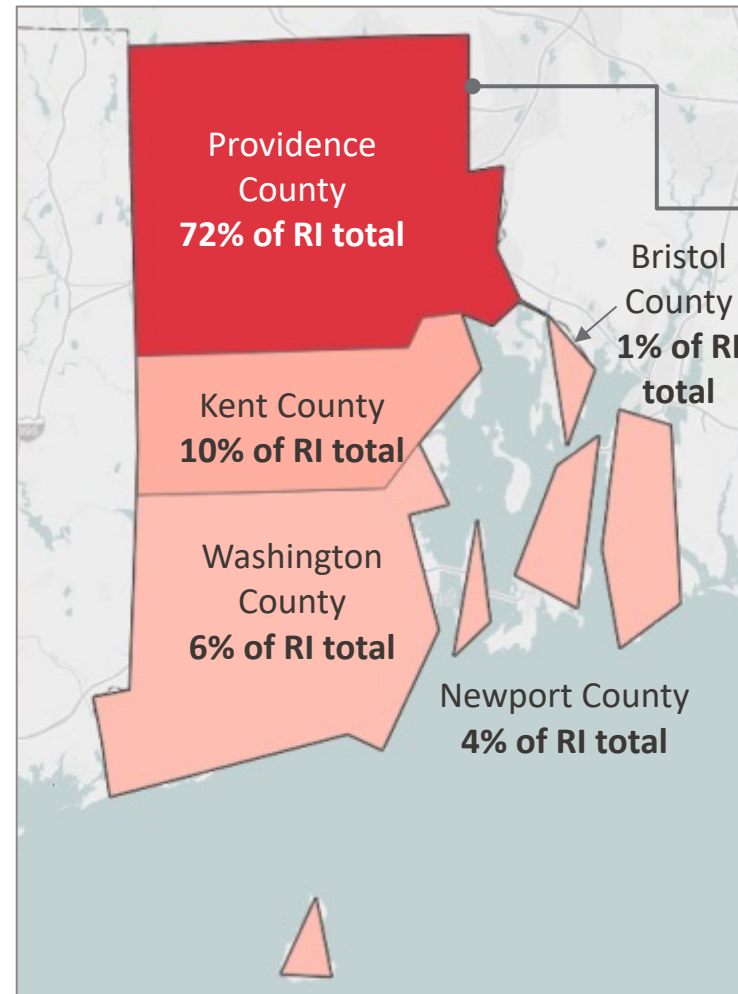 Providence
County
72% of RI total
Bristol
County
1% of RI
total
Kent County
10% of RI total
Washington
County
6% of RI total
Newport County
4% of RI total